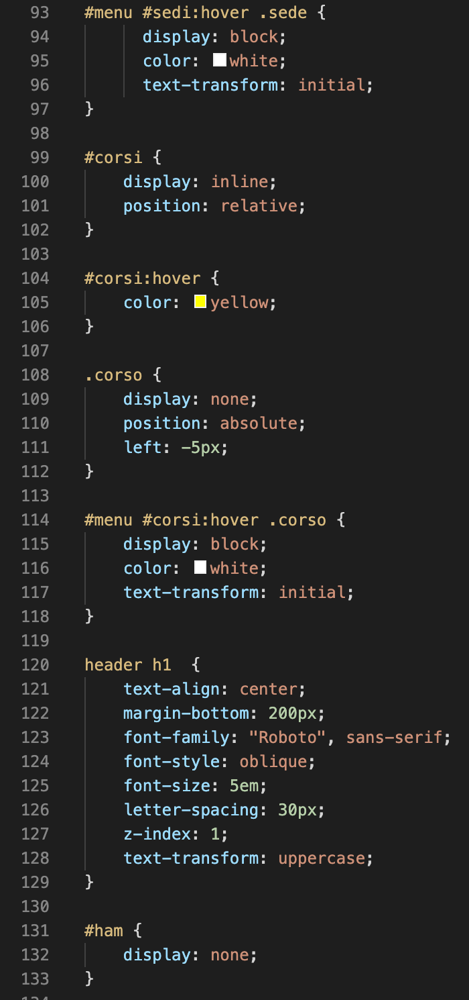 93 #menu #sedi:hover .sede {
94 display: block;
95 color: white;
96 text-transform: initial;
97 }
98
99 #corsi {
100 display: inline;
101 position: relative;
102 }
103
104 #corsi:hover {
105 color: yellow;
106 }
107
108 .corso {
109 display: none;
110 position: absolute;
111 left: -5px;
112 }
113
114 #menu #corsi:hover .corso {
115 display: block;
116 color: white;
117 text-transform: initial;
118 }
119
120 header h1  {
121 text-align: center;
122 margin-bottom: 200px;
123 font-family: "Roboto", sans-serif;
124 font-style: oblique;
125 font-size: 5em;
126 letter-spacing: 30px;
127 z-index: 1;
128 text-transform: uppercase;
129 }
130
131 #ham {
132 display: none;
133 }